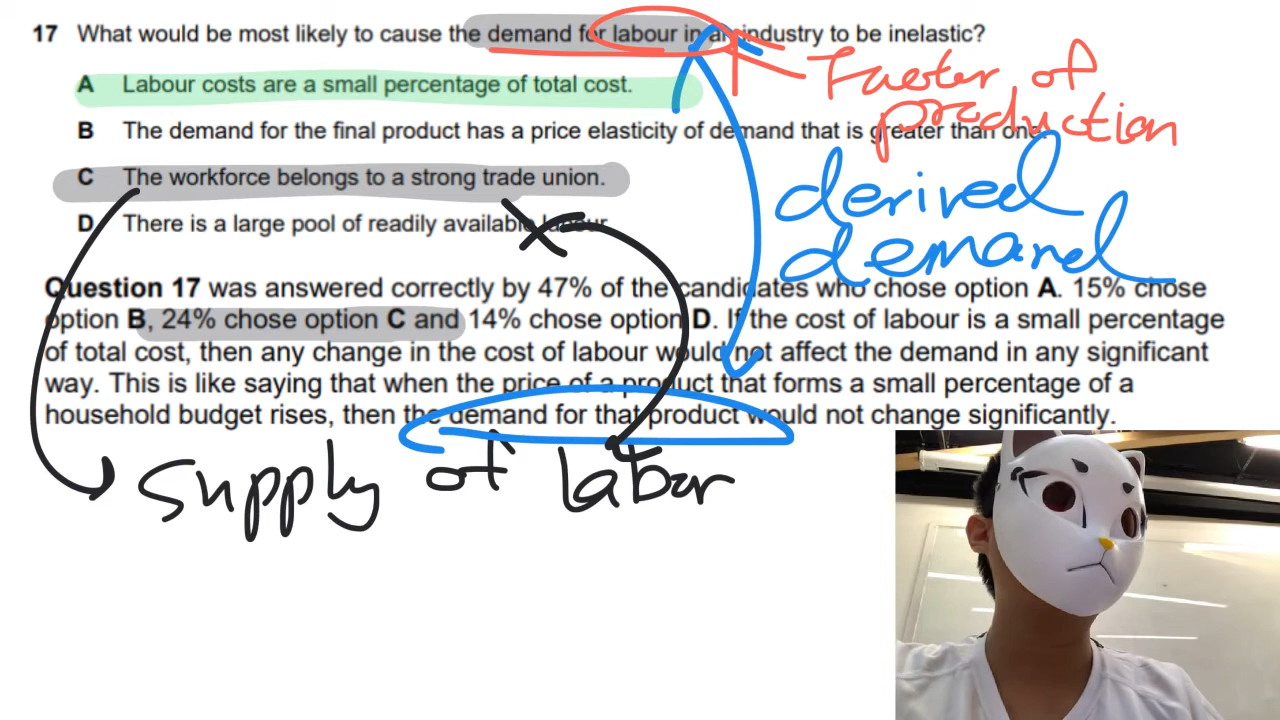 17 What would be most likely to cause the demand for labour in an industry to be inelastic?
A Labour costs are a small percentage of total cost.
Factor of
production
B The demand for the final product has a price elasticity of demand that is greater than one.
C The workforce belongs to a strong trade union.
derived
demand
D There is a large pool of readily available labour.
Question 17 was answered correctly by 47% of the candidates who chose option A. 15% chose
option B, 24% chose option C and 14% chose option D. If the cost of labour is a small percentage
of total cost, then any change in the cost of labour would not affect the demand in any significant
way. This is like saying that when the price of a product that forms a small percentage of a
household budget rises, then the demand for that product would not change significantly.
supply of labor